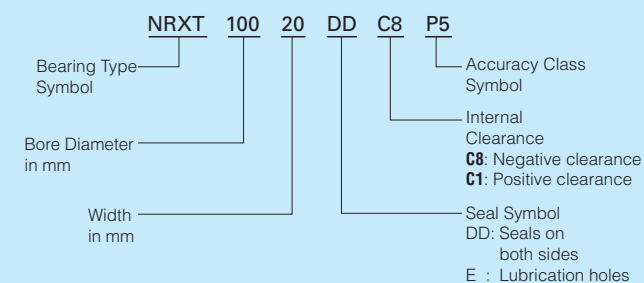 NRXT 100 20 DD C8 P5
Bearing Type
Symbol
Bore Diameter
in mm
Width
in mm
Accuracy Class
Symbol
Internal
Clearance
C8: Negative clearance
C1: Positive clearance
Seal Symbol
DD: Seals on
both sides
E : Lubrication holes